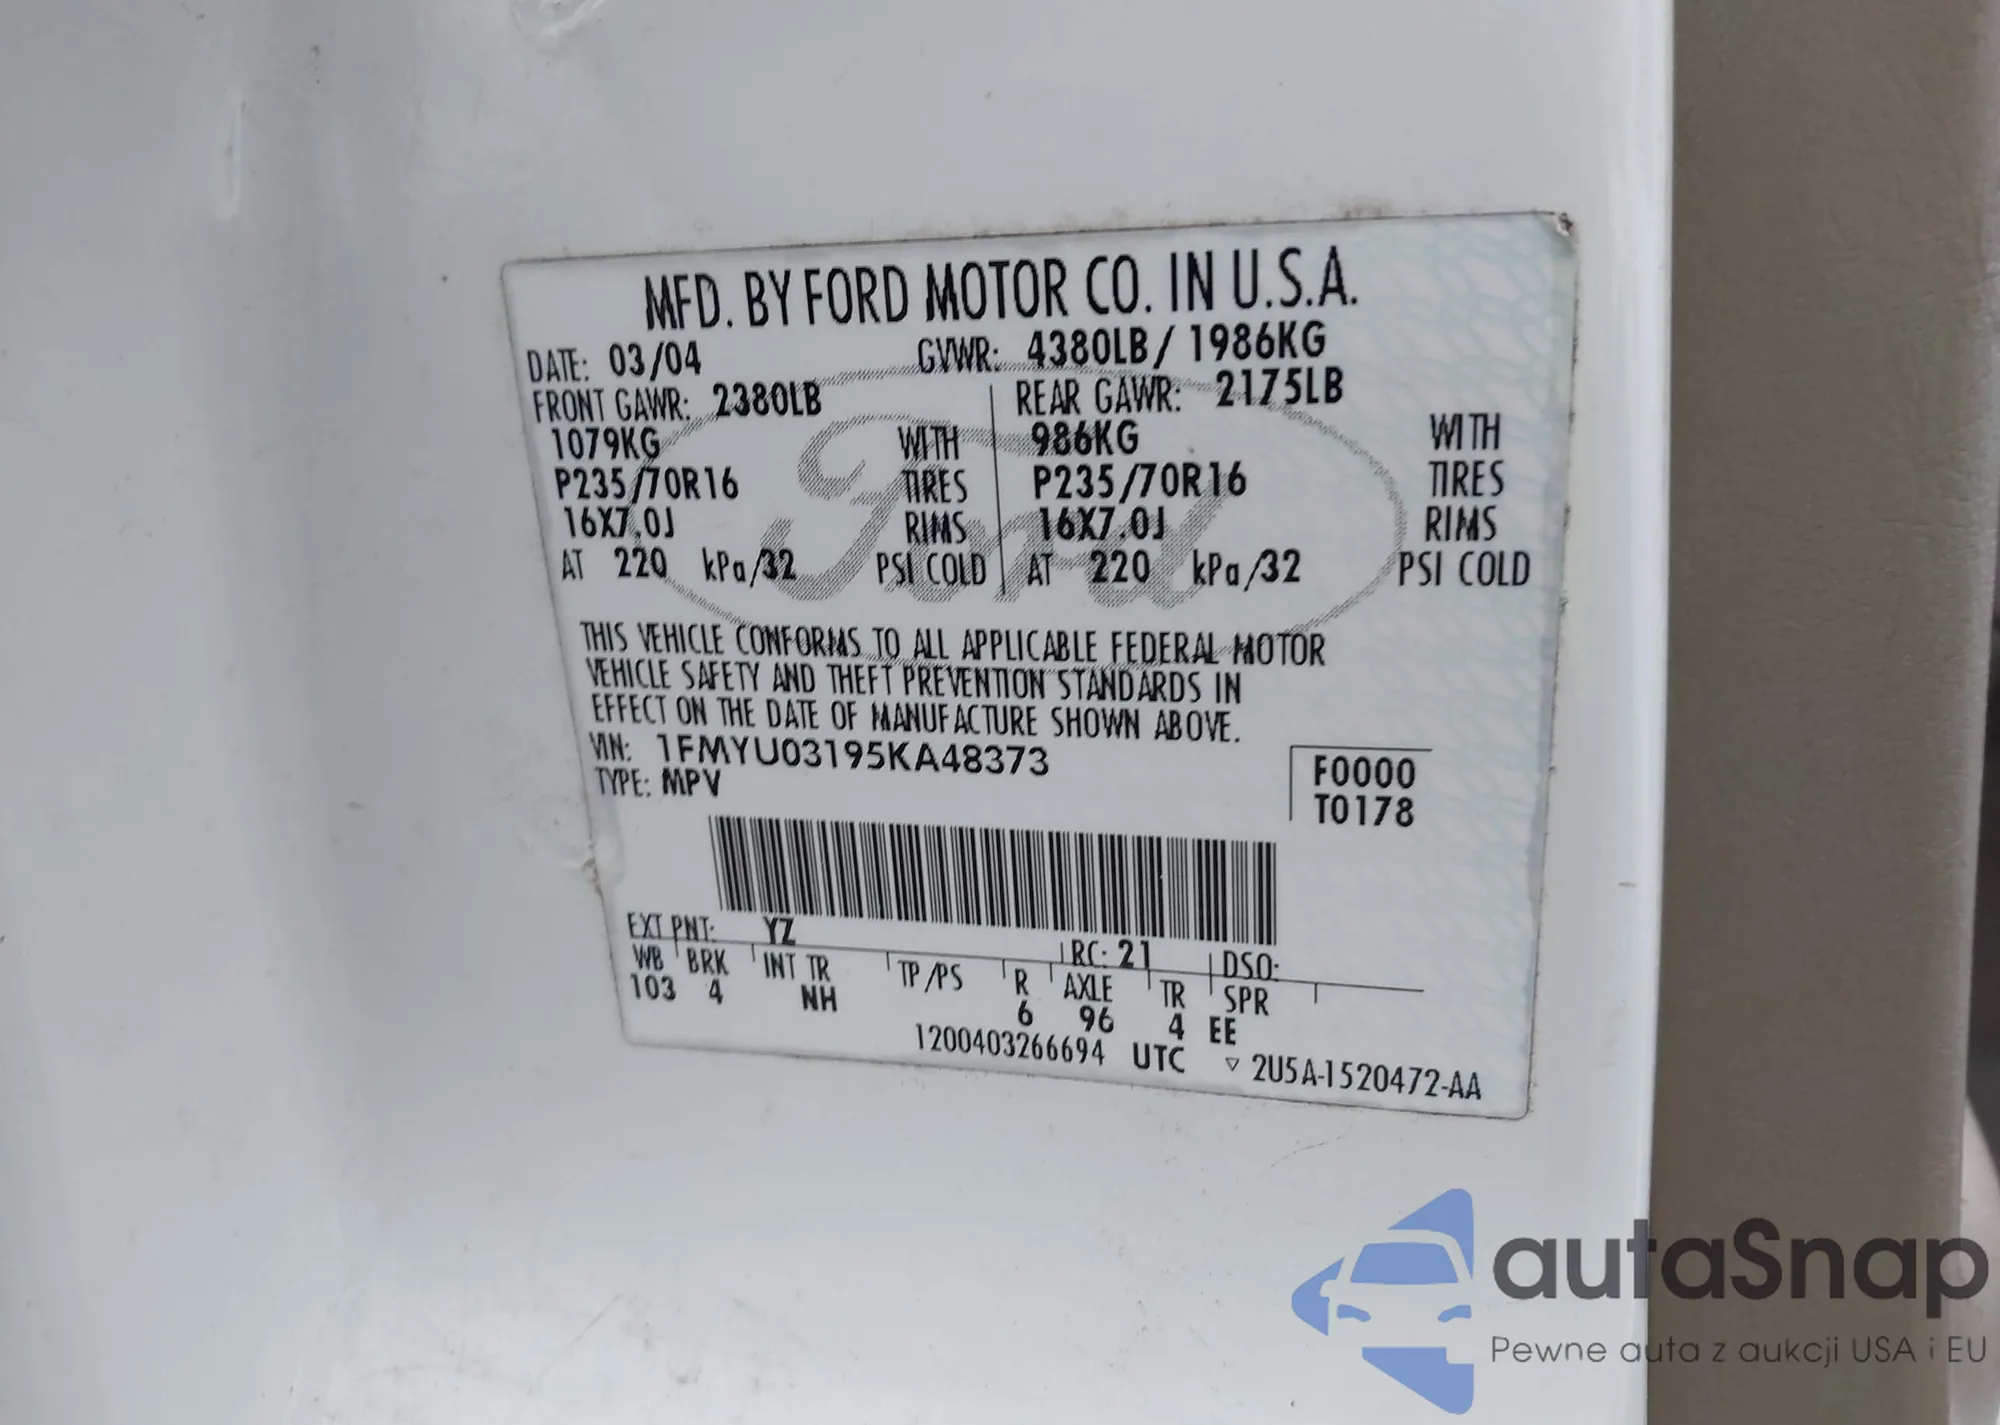 MFD. BY FORD MOTOR CO. IN U.S.A.
DATE: 03/04 GVWR: 4380LB / 1986KG
FRONT GAWR: 2380LB REAR GAWR: 2175LB
1079KG WITH 986KG WITH
P235/70R16 TIRES P235/70R16 TIRES
16X7.0J RIMS 16X7.0J RIMS
AT 220 kPa/32 PSI COLD AT 220 kPa/32 PSI COLD
Ford
THIS VEHICLE CONFORMS TO ALL APPLICABLE FEDERAL MOTOR
VEHICLE SAFETY AND THEFT PREVENTION STANDARDS IN
EFFECT ON THE DATE OF MANUFACTURE SHOWN ABOVE.
VIN: 1FMYU03195KA48373
TYPE: MPV
F0000
T0178
EXT PNT: YZ RC: 21 DSO:
WB BRK INT TR TP/PS R AXLE TR SPR
103 4 NH 6 96 4 EE
1200403266694 UTC ▽ 2U5A-1520472-AA
autaSnap
Pewne auta z aukcji USA i EU